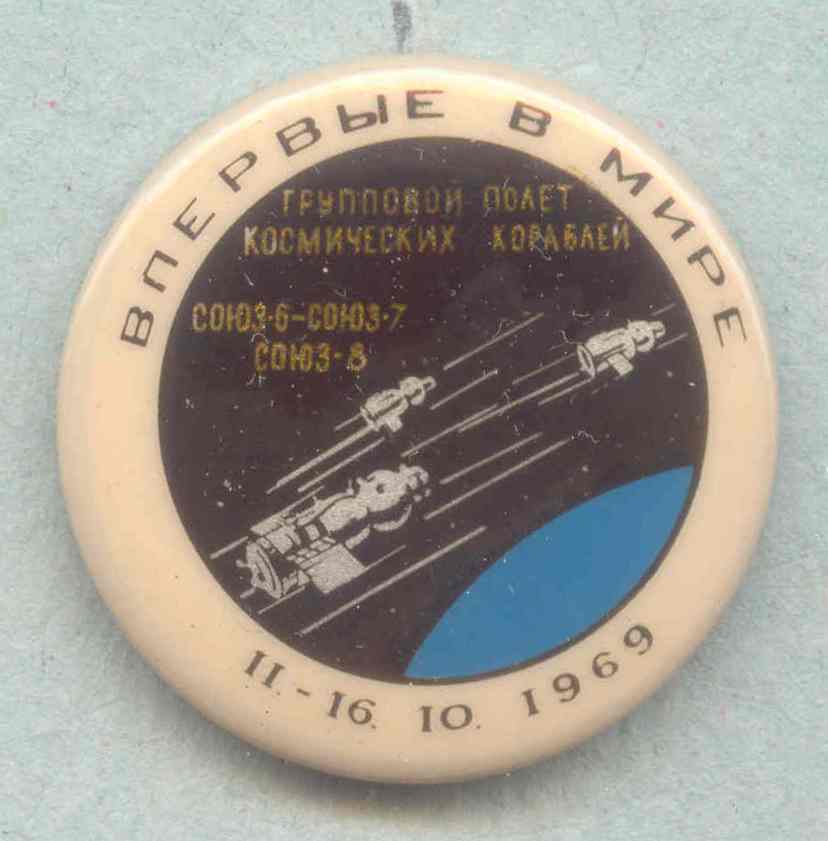 ВПЕРВЫЕ В МИРЕ
ГРУППОВОЙ ПОЛЕТ
КОСМИЧЕСКИХ КОРАБЛЕЙ
СОЮЗ·6-СОЮЗ·7
СОЮЗ·8
11.-16. 10. 1969